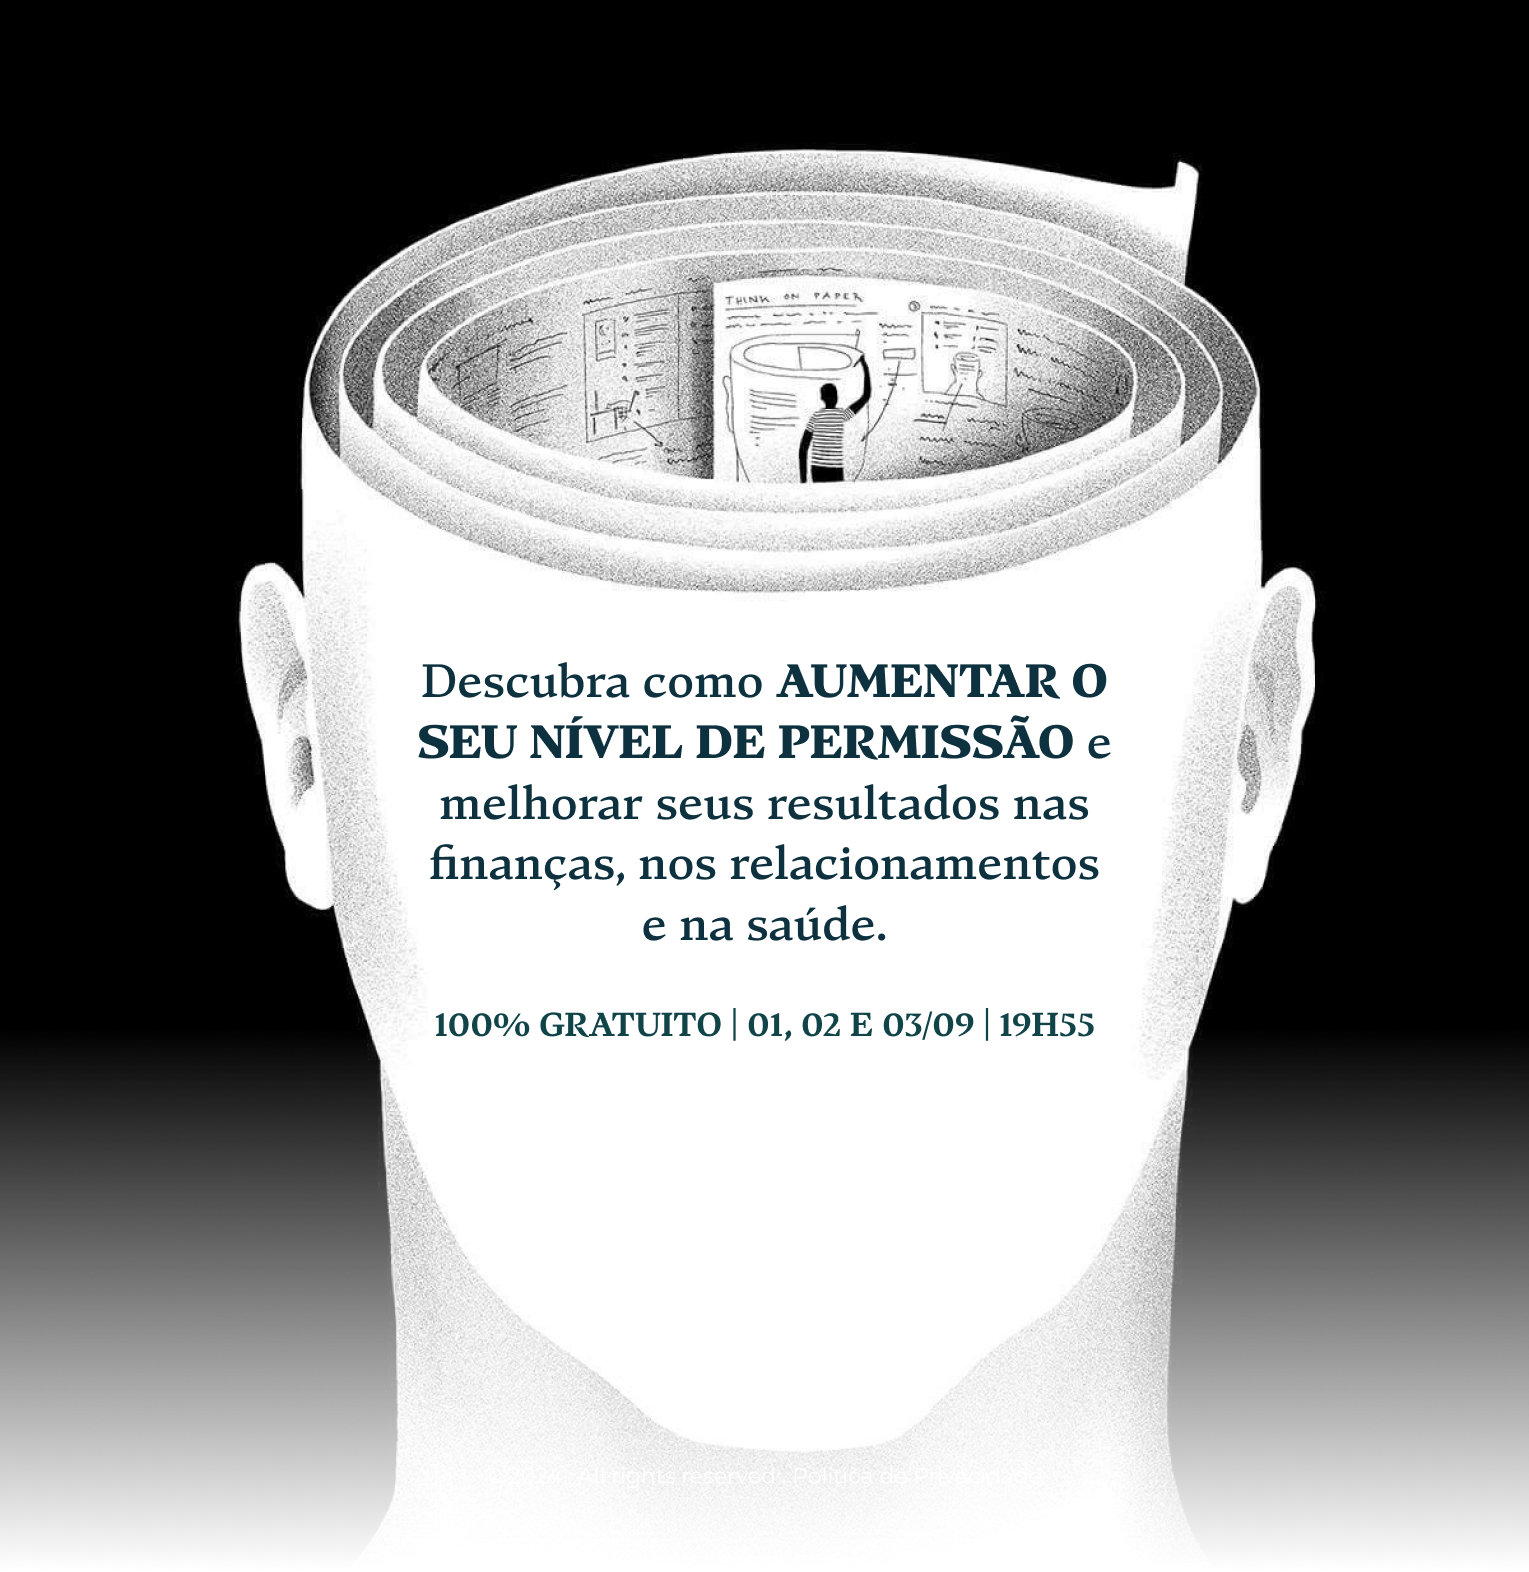 THINK ON PAPER
Descubra como AUMENTAR O
SEU NÍVEL DE PERMISSÃO e
melhorar seus resultados nas
finanças, nos relacionamentos
e na saúde.
100% GRATUITO | 01, 02 E 03/09 | 19H55
All rights reserved. Política de Privacidade